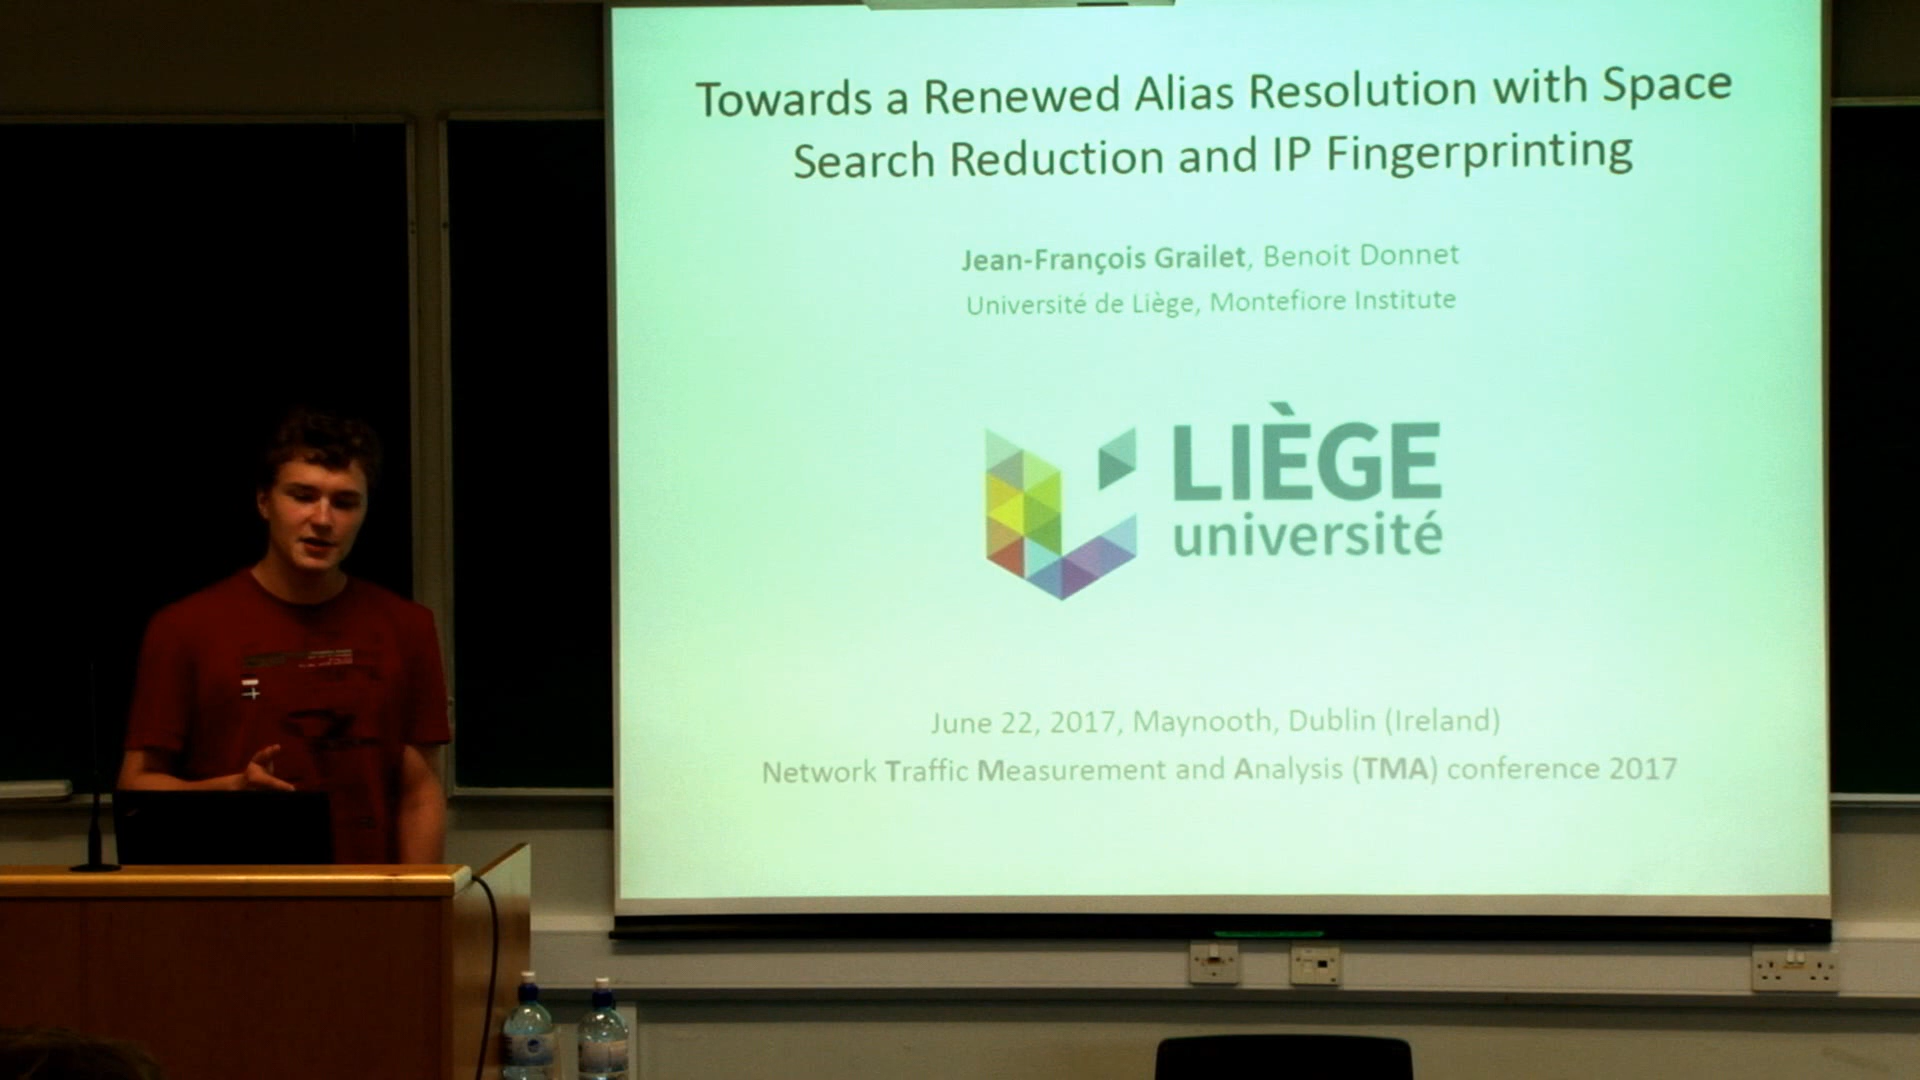 Towards a Renewed Alias Resolution with Space
Search Reduction and IP Fingerprinting
Jean-François Grailet, Benoit Donnet
Université de Liège, Montefiore Institute
LIÈGE
université
June 22, 2017, Maynooth, Dublin (Ireland)
Network Traffic Measurement and Analysis (TMA) conference 2017